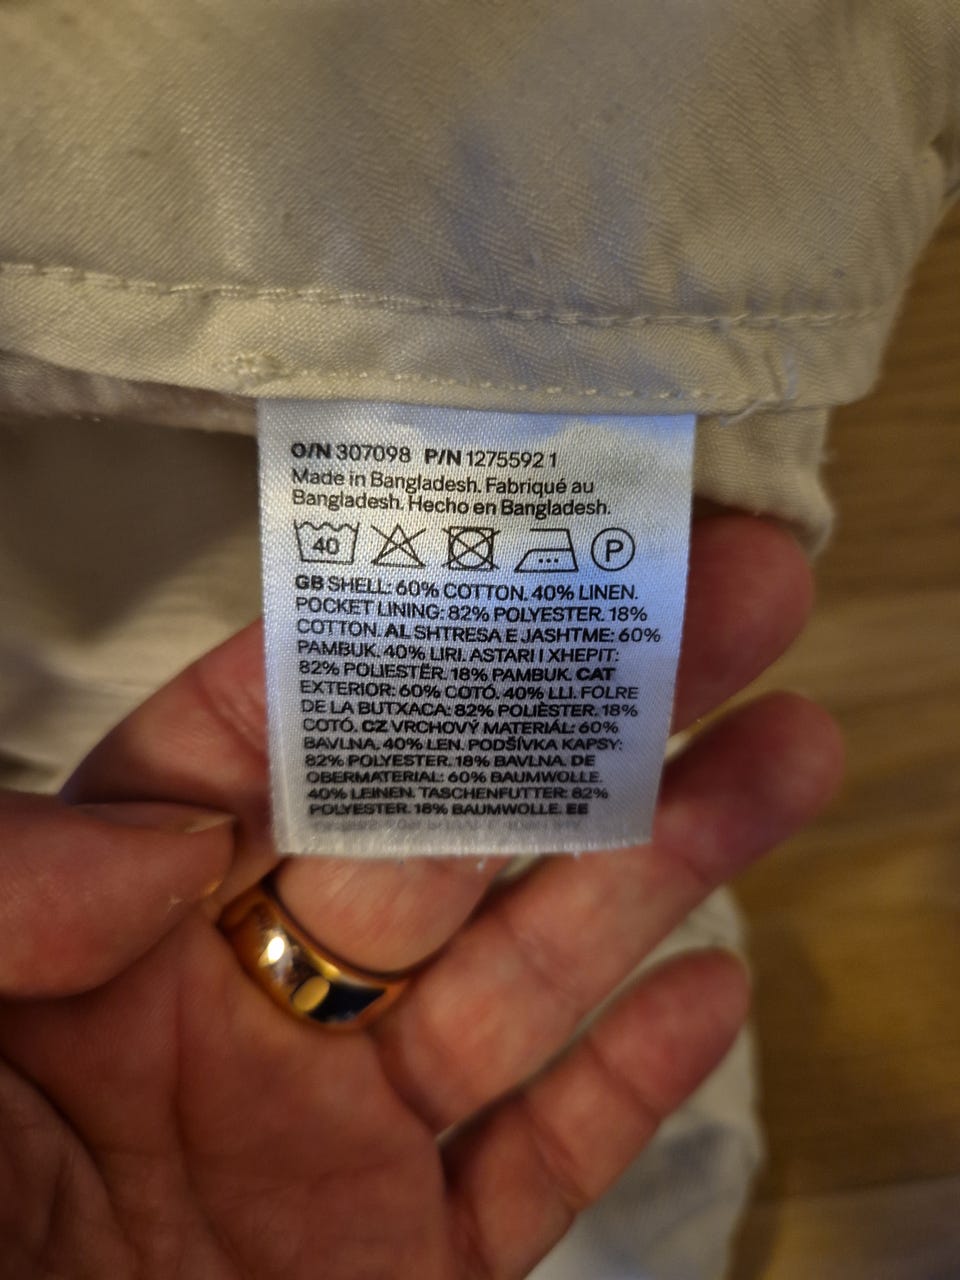 O/N 307098 P/N 1275592 1
Made in Bangladesh. Fabriqué au
Bangladesh. Hecho en Bangladesh.
40 P
GB SHELL: 60% COTTON. 40% LINEN.
POCKET LINING: 82% POLYESTER. 18%
COTTON. AL SHTRESA E JASHTME: 60%
PAMBUK. 40% LIRI. ASTARI I XHEPIT:
82% POLIESTËR. 18% PAMBUK. CAT
EXTERIOR: 60% COTÓ. 40% LLI. FOLRE
DE LA BUTXACA: 82% POLIÈSTER. 18%
COTÓ. CZ VRCHOVÝ MATERIÁL: 60%
BAVLNA. 40% LEN. PODŠÍVKA KAPSY:
82% POLYESTER. 18% BAVLNA. DE
OBERMATERIAL: 60% BAUMWOLLE.
40% LEINEN. TASCHENFUTTER: 82%
POLYESTER. 18% BAUMWOLLE. EE